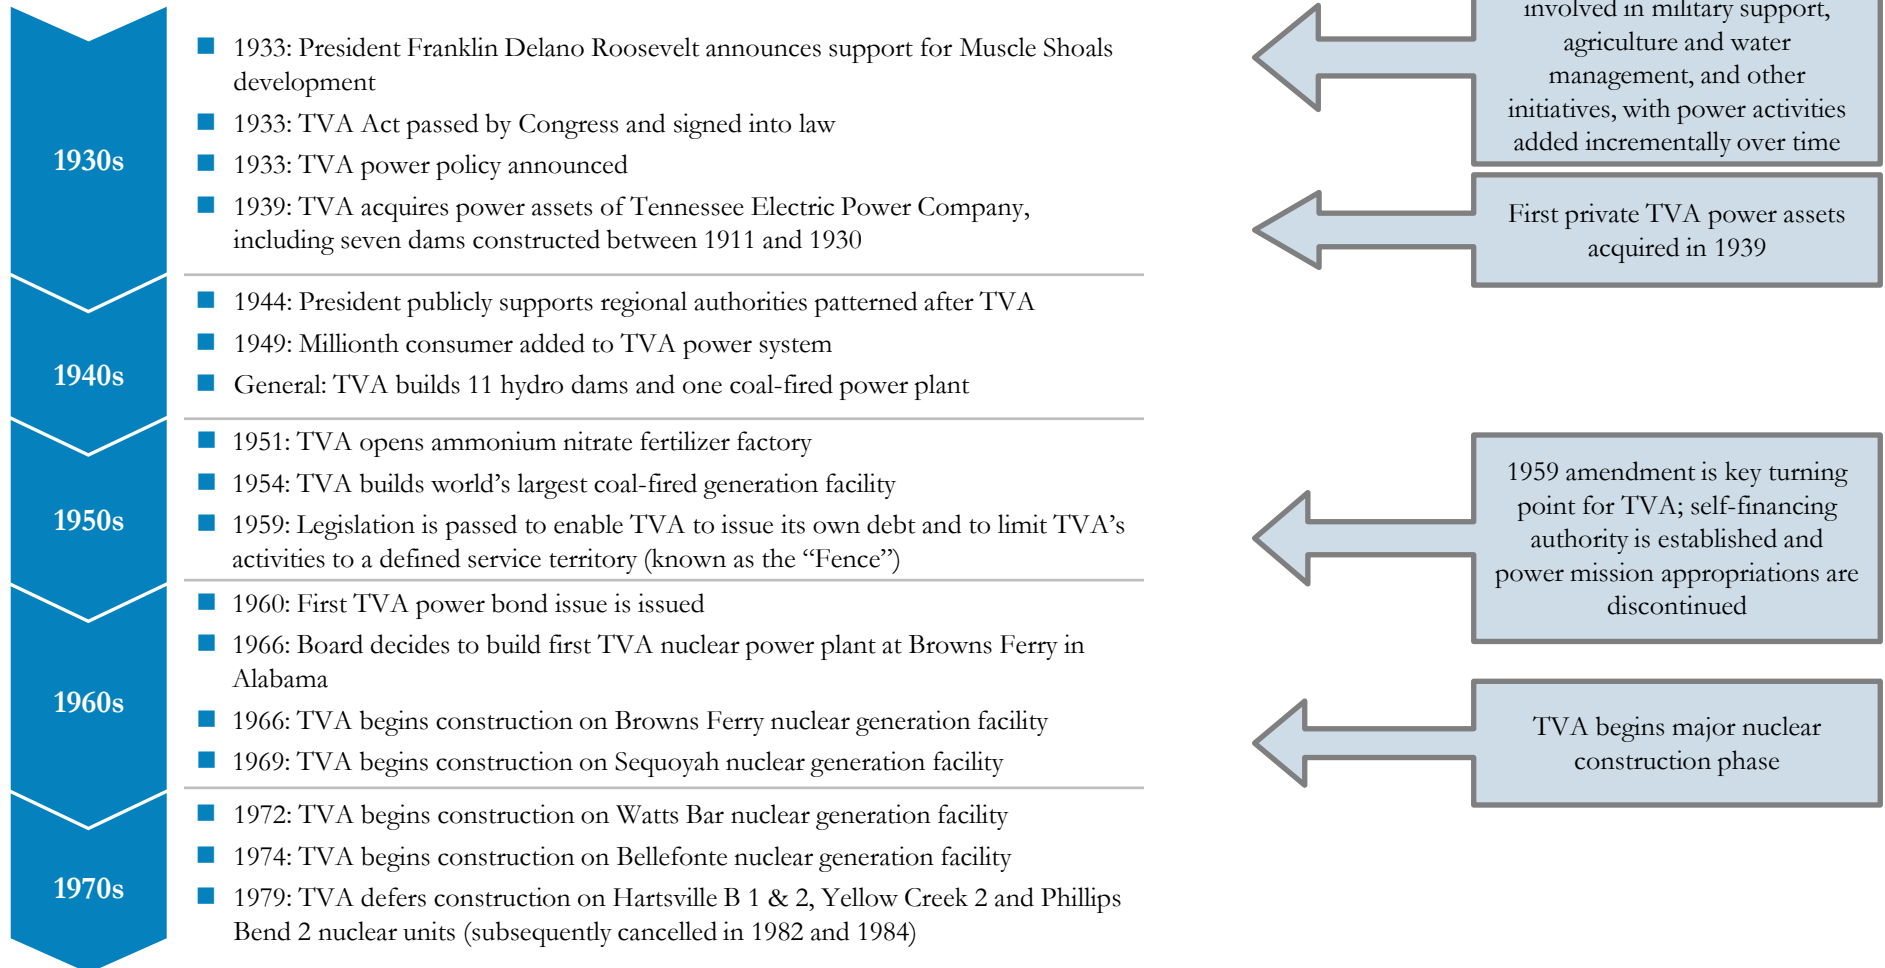 1930s
1933: President Franklin Delano Roosevelt announces support for Muscle Shoals
development
1933: TVA Act passed by Congress and signed into law
1933: TVA power policy announced
1939: TVA acquires power assets of Tennessee Electric Power Company,
including seven dams constructed between 1911 and 1930
involved in military support,
agriculture and water
management, and other
initiatives, with power activities
added incrementally over time
First private TVA power assets
acquired in 1939
1940s
1944: President publicly supports regional authorities patterned after TVA
1949: Millionth consumer added to TVA power system
General: TVA builds 11 hydro dams and one coal-fired power plant
1950s
1951: TVA opens ammonium nitrate fertilizer factory
1954: TVA builds world’s largest coal-fired generation facility
1959: Legislation is passed to enable TVA to issue its own debt and to limit TVA’s
activities to a defined service territory (known as the “Fence”)
1959 amendment is key turning
point for TVA; self-financing
authority is established and
power mission appropriations are
discontinued
1960s
1960: First TVA power bond issue is issued
1966: Board decides to build first TVA nuclear power plant at Browns Ferry in
Alabama
1966: TVA begins construction on Browns Ferry nuclear generation facility
1969: TVA begins construction on Sequoyah nuclear generation facility
TVA begins major nuclear
construction phase
1970s
1972: TVA begins construction on Watts Bar nuclear generation facility
1974: TVA begins construction on Bellefonte nuclear generation facility
1979: TVA defers construction on Hartsville B 1 & 2, Yellow Creek 2 and Phillips
Bend 2 nuclear units (subsequently cancelled in 1982 and 1984)